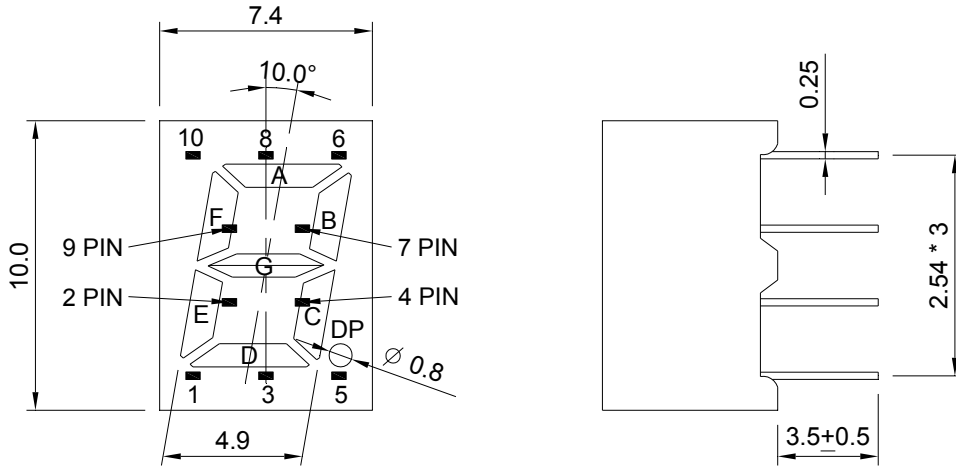 7.4
10.0°
0.25
10 8 6
A
F B
9 PIN 7 PIN
10.0
G
2.54 * 3
2 PIN 4 PIN
E C
DP
D
⌀ 0.8
1 3 5
4.9
3.5±0.5